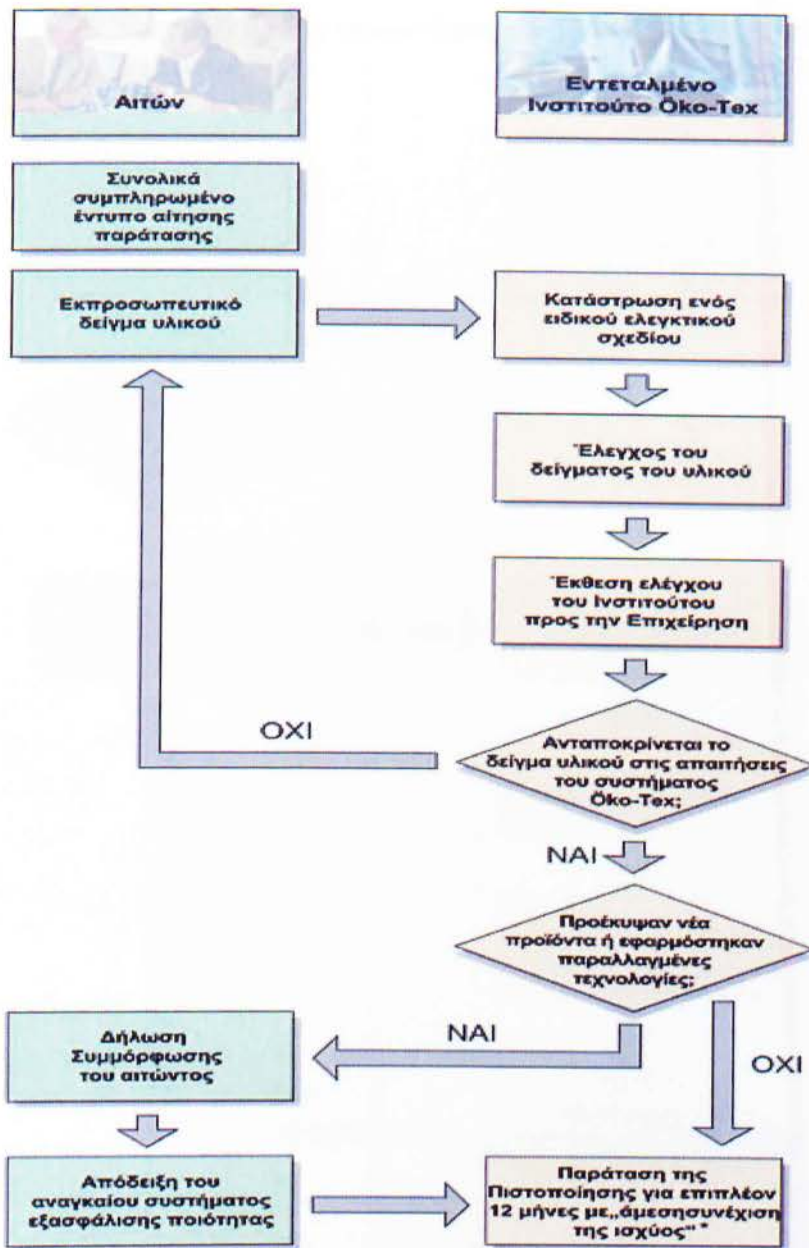 Αιτών
Εντεταλμένο
Ινστιτούτο Öko-Tex
Συνολικά
συμπληρωμένο
έντυπο αίτησης
παράτασης
Εκπροσωπευτικό
δείγμα υλικού
Κατάστρωση ενός
ειδικού ελεγκτικού
σχεδίου
Έλεγχος του
δείγματος του υλικού
Έκθεση ελέγχου
του Ινστιτούτου
προς την Επιχείρηση
Ανταποκρίνεται το
δείγμα υλικού στις απαιτήσεις
του συστήματος
Öko-Tex;
ΟΧΙ
ΝΑΙ
Προέκυψαν νέα
προϊόντα ή εφαρμόστηκαν
παραλλαγμένες
τεχνολογίες;
ΝΑΙ
ΟΧΙ
Δήλωση
Συμμόρφωσης
του αιτώντος
Απόδειξη του
αναγκαίου συστήματος
εξασφάλισης ποιότητας
Παράταση της
Πιστοποίησης για επιπλέον
12 μήνες με„άμεσησυνέχιση
της ισχύος" *